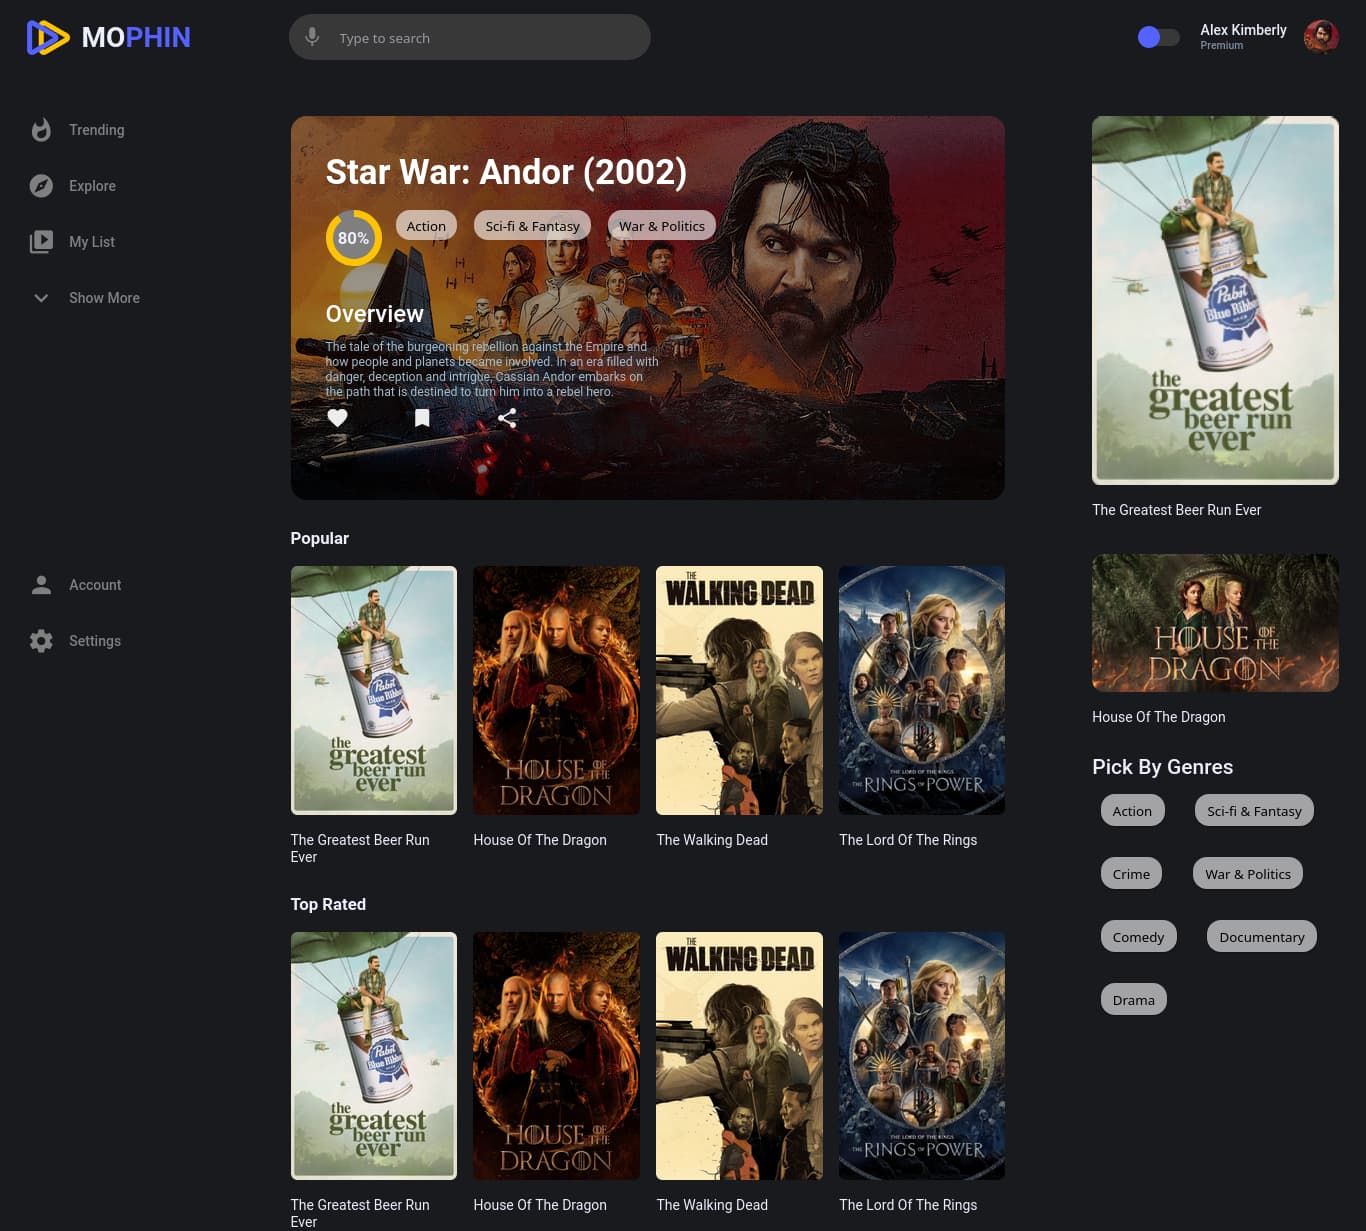 MOPHIN
Type to search
Alex Kimberly
Premium
Trending
Explore
My List
Show More
Account
Settings
Star War: Andor (2002)
80%
Action
Sci-fi & Fantasy
War & Politics
Overview
The tale of the burgeoning rebellion against the Empire and
how people and planets became involved. In an era filled with
danger, deception and intrigue, Cassian Andor embarks on
the path that is destined to turn him into a rebel hero.
Popular
Pabst
Blue Ribbon
the
greatest
beer run
ever
HOUSE OF THE
DRAGON
THE
WALKING DEAD
THE LORD OF THE RINGS
THE RINGS OF POWER
The Greatest Beer Run
Ever
House Of The Dragon
The Walking Dead
The Lord Of The Rings
Top Rated
Pabst
Blue Ribbon
the
greatest
beer run
ever
HOUSE OF THE
DRAGON
THE
WALKING DEAD
THE LORD OF THE RINGS
THE RINGS OF POWER
The Greatest Beer Run
Ever
House Of The Dragon
The Walking Dead
The Lord Of The Rings
Pabst
Blue Ribbon
the
greatest
beer run
ever
The Greatest Beer Run Ever
HOUSE OF THE
DRAGON
House Of The Dragon
Pick By Genres
Action
Sci-fi & Fantasy
Crime
War & Politics
Comedy
Documentary
Drama